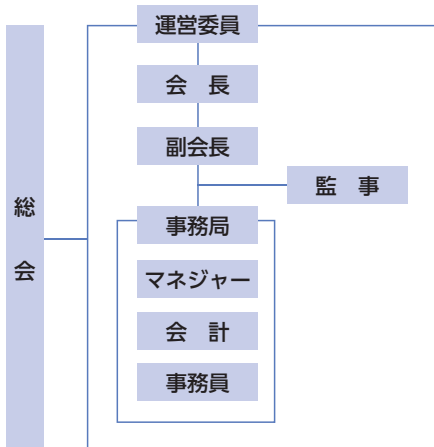 総会
運営委員
会　長
副会長
監　事
事務局
マネジャー
会　計
事務員